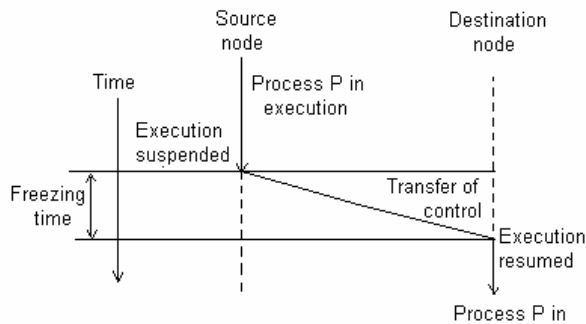 Source
node
Destination
node
Time
Process P in
execution
Execution
suspended
Freezing
time
Transfer of
control
Execution
resumed
Process P in